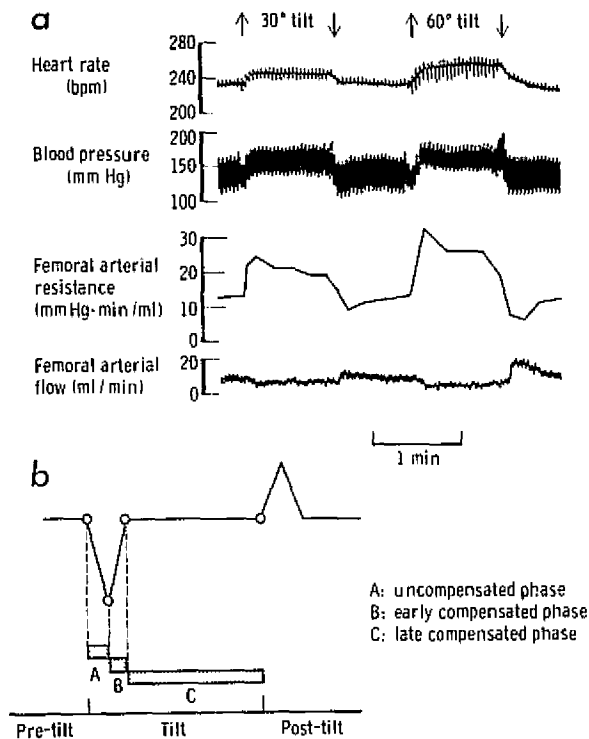 a
↑ 30° tilt ↓ ↑ 60° tilt ↓
280
Heart rate
(bpm)
240
200
200
Blood pressure
(mm Hg)
150
100
30
Femoral arterial
resistance
(mmHg·min/ml)
20
10
0
20
Femoral arterial
flow (ml/min)
0
1 min
b
A: uncompensated phase
B: early compensated phase
C: late compensated phase
A
B
C
Pre-tilt Tilt Post-tilt